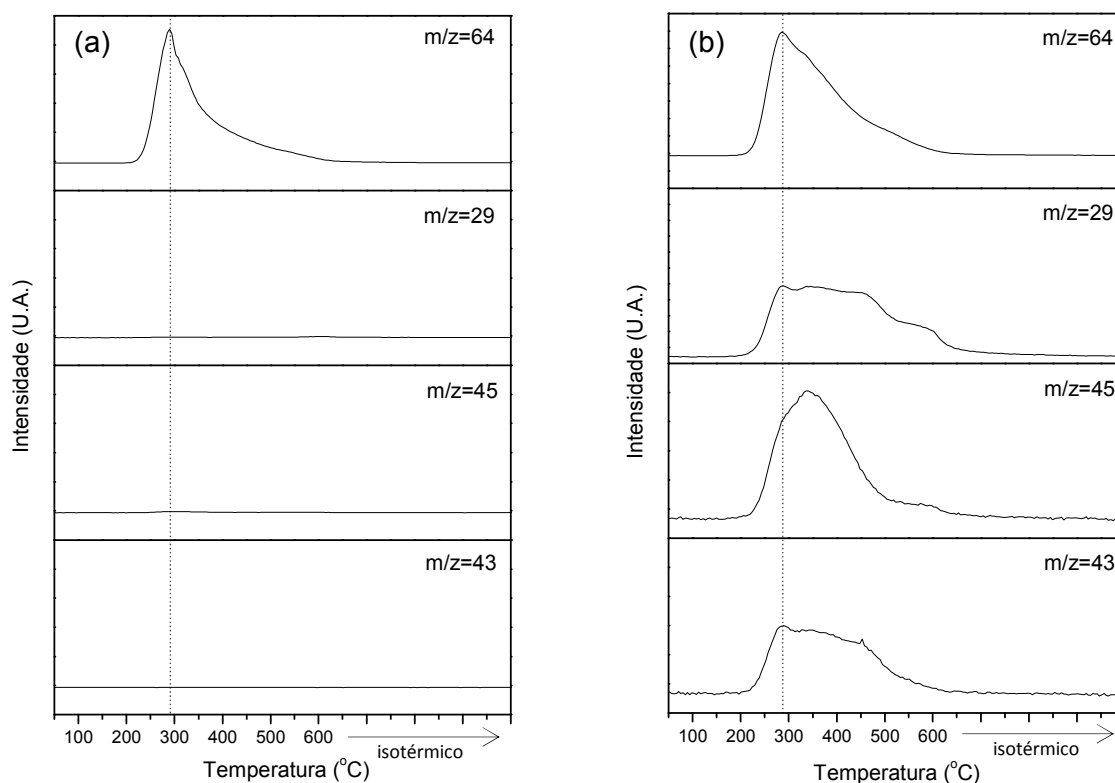 (a)
m/z=64
m/z=29
m/z=45
m/z=43
Intensidade (U.A.)
100 200 300 400 500 600
isotérmico
Temperatura (°C)
(b)
m/z=64
m/z=29
m/z=45
m/z=43
Intensidade (U.A.)
100 200 300 400 500 600
isotérmico
Temperatura (°C)